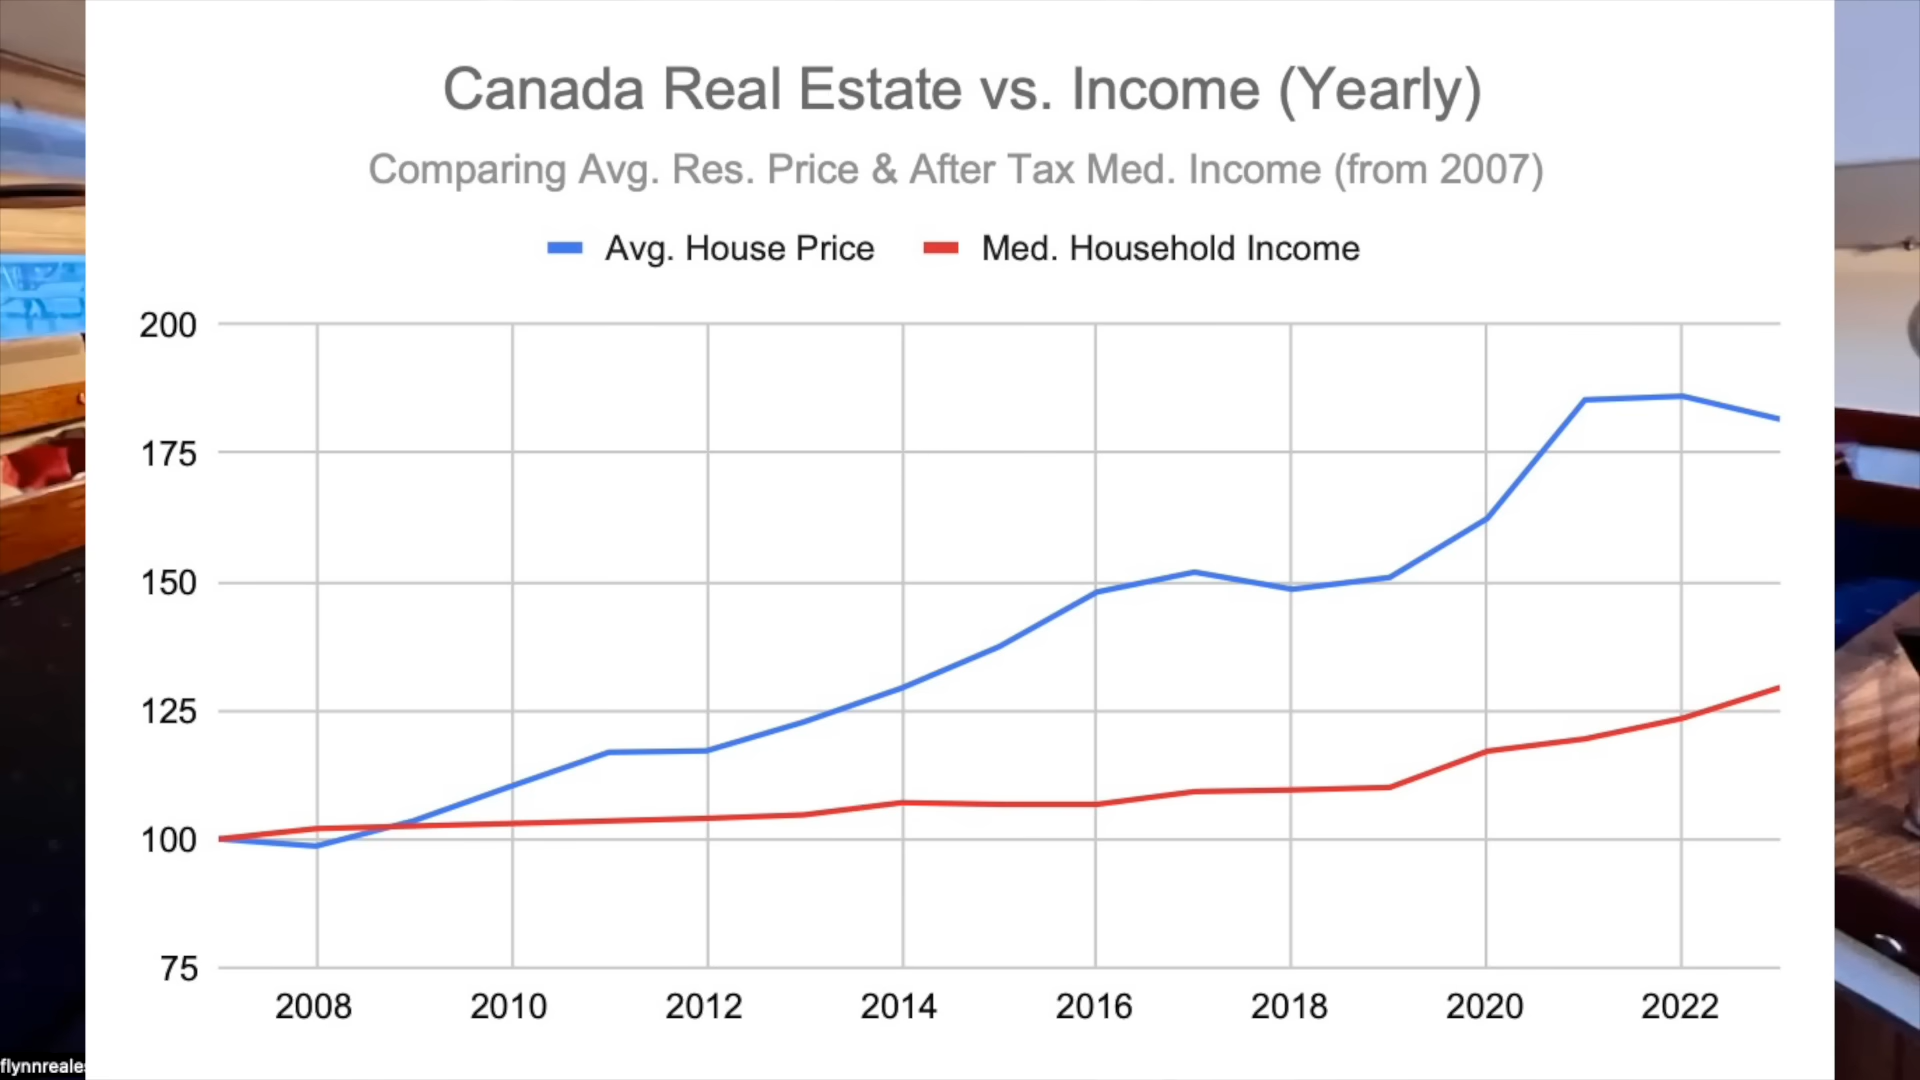 Canada Real Estate vs. Income (Yearly)
Comparing Avg. Res. Price & After Tax Med. Income (from 2007)
Avg. House Price
Med. Household Income
200
175
150
125
100
75
2008 2010 2012 2014 2016 2018 2020 2022
flynnreale